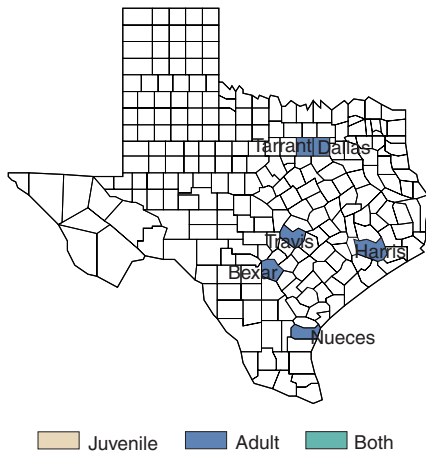 Tarrant Dallas
Travis
Harris
Bexar
Nueces
Juvenile Adult Both